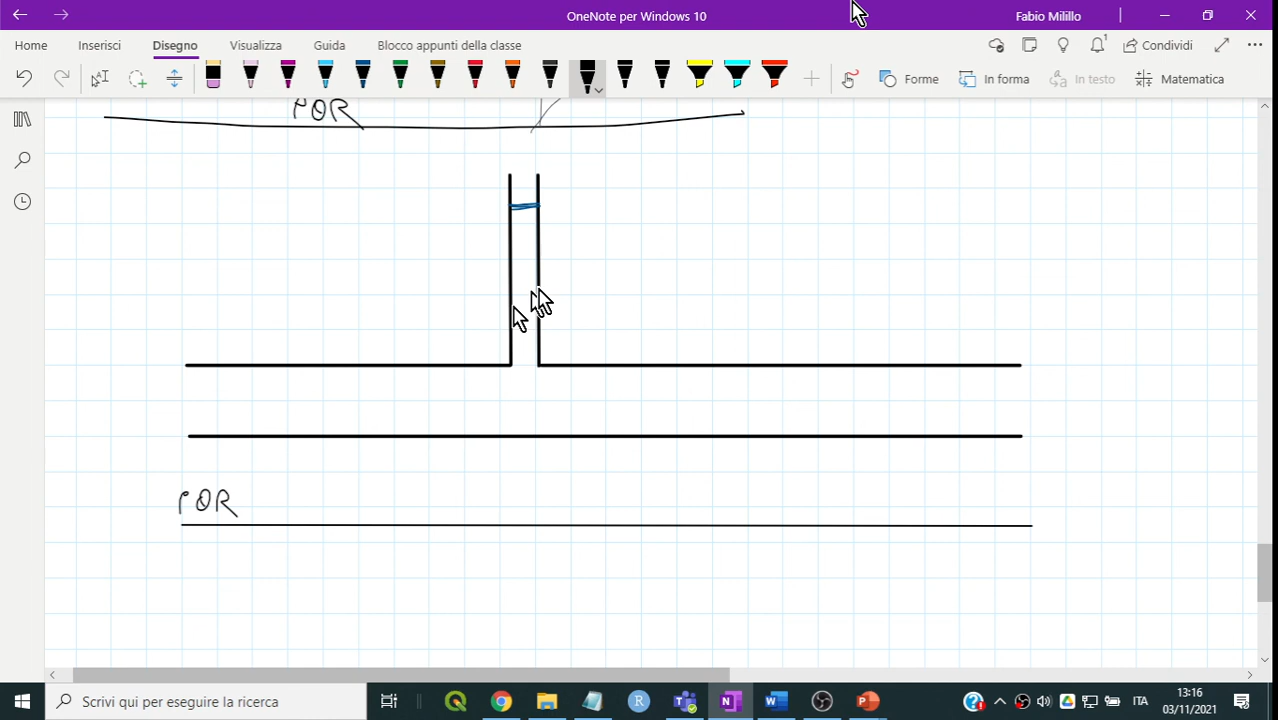 OneNote per Windows 10
Fabio Milillo
Home Inserisci Disegno Visualizza Guida Blocco appunti della classe
Condividi
Forme In forma In testo Matematica
POR
POR
Scrivi qui per eseguire la ricerca
ITA
13:16
03/11/2021